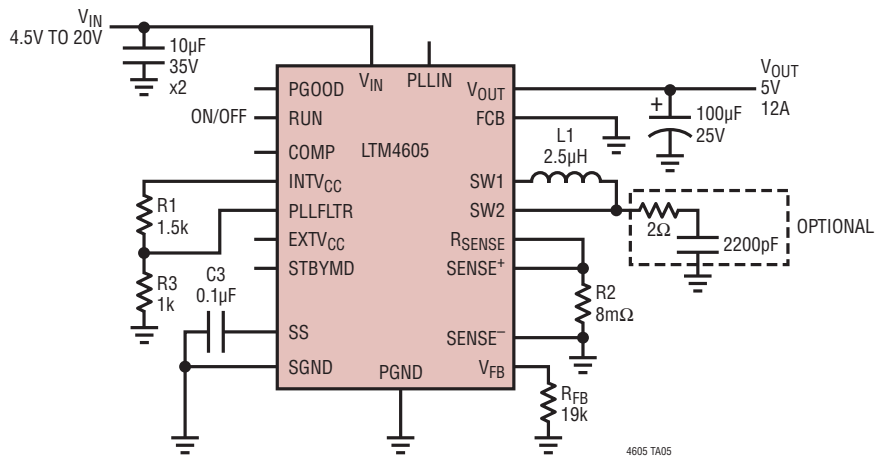 VIN
4.5V TO 20V
10µF
35V
x2
VIN
PLLIN
PGOOD
RUN
COMP
INTVCC
PLLFLTR
EXTVCC
STBYMD
SS
SGND
PGND
LTM4605
VOUT
FCB
SW1
SW2
RSENSE
SENSE+
SENSE–
VFB
ON/OFF
R1
1.5k
R3
1k
C3
0.1µF
VOUT
5V
12A
+
100µF
25V
L1
2.5µH
2Ω
2200pF
OPTIONAL
R2
8mΩ
RFB
19k
4605 TA05